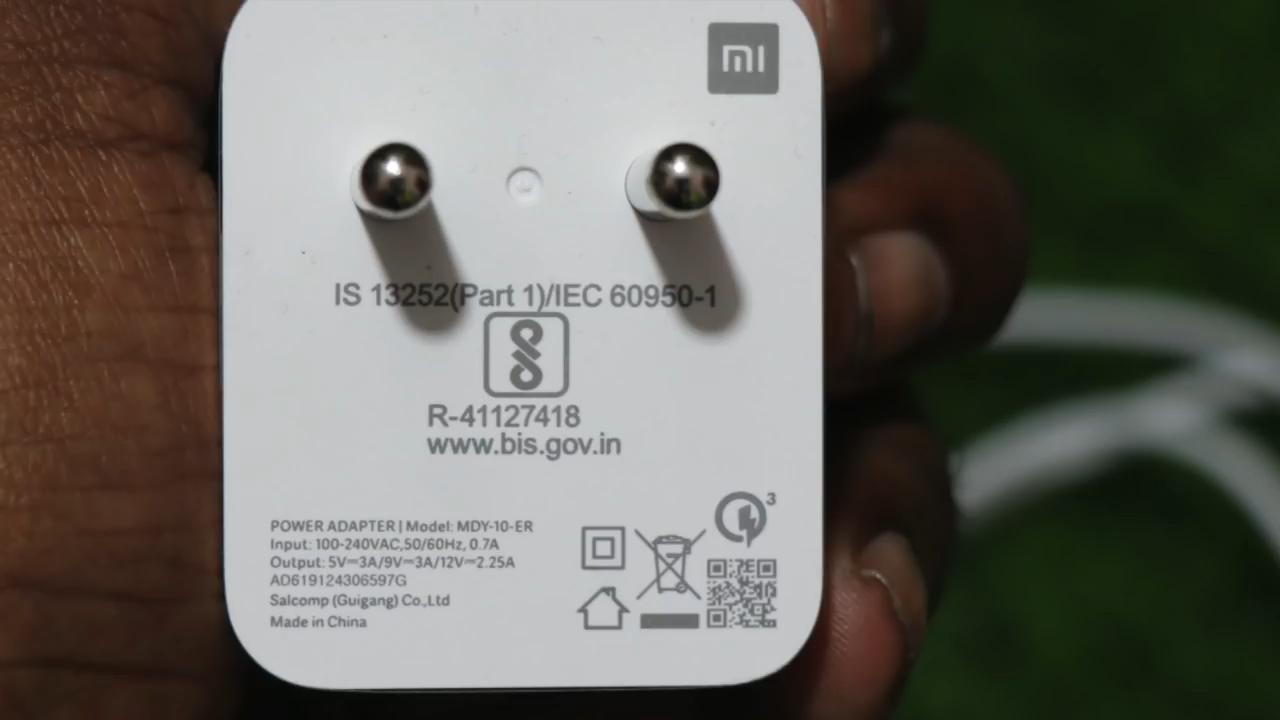 mi
IS 13252(Part 1)/IEC 60950-1
R-41127418
www.bis.gov.in
3
POWER ADAPTER | Model: MDY-10-ER
Input: 100-240VAC,50/60Hz, 0.7A
Output: 5V⎓3A/9V⎓3A/12V⎓2.25A
AD619124306597G
Salcomp (Guigang) Co.,Ltd
Made in China